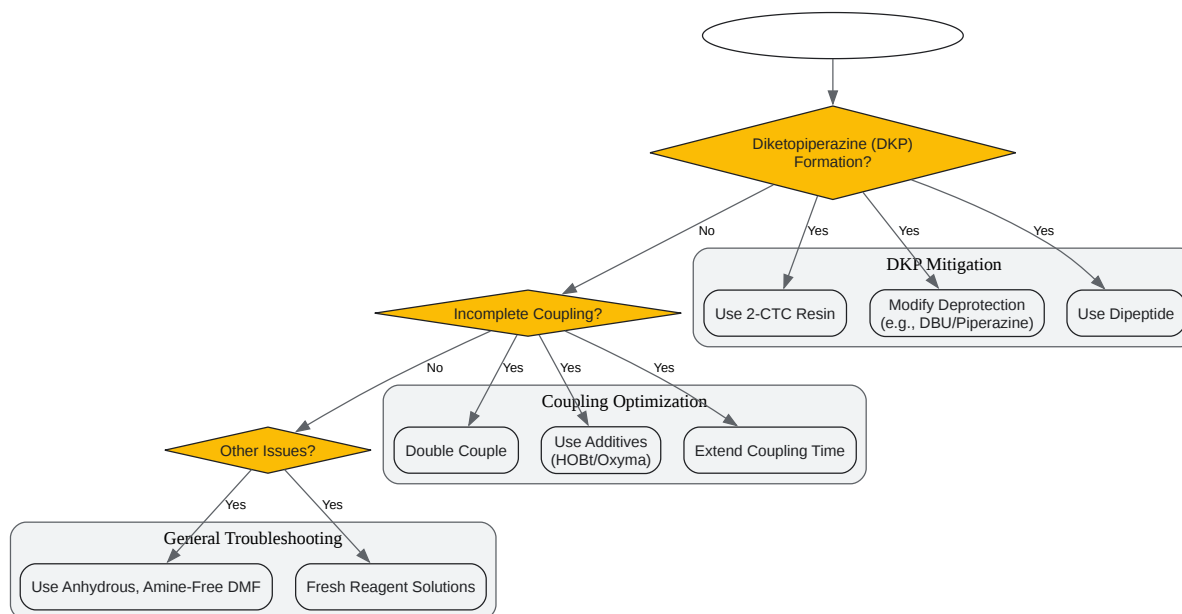 Diketopiperazine (DKP)
Formation?
No
Yes
Yes
Yes
DKP Mitigation
Use 2-CTC Resin
Modify Deprotection
(e.g., DBU/Piperazine)
Use Dipeptide
Incomplete Coupling?
No
Yes
Yes
Yes
Coupling Optimization
Double Couple
Use Additives
(HOBt/Oxyma)
Extend Coupling Time
Other Issues?
Yes
Yes
General Troubleshooting
Use Anhydrous, Amine-Free DMF
Fresh Reagent Solutions